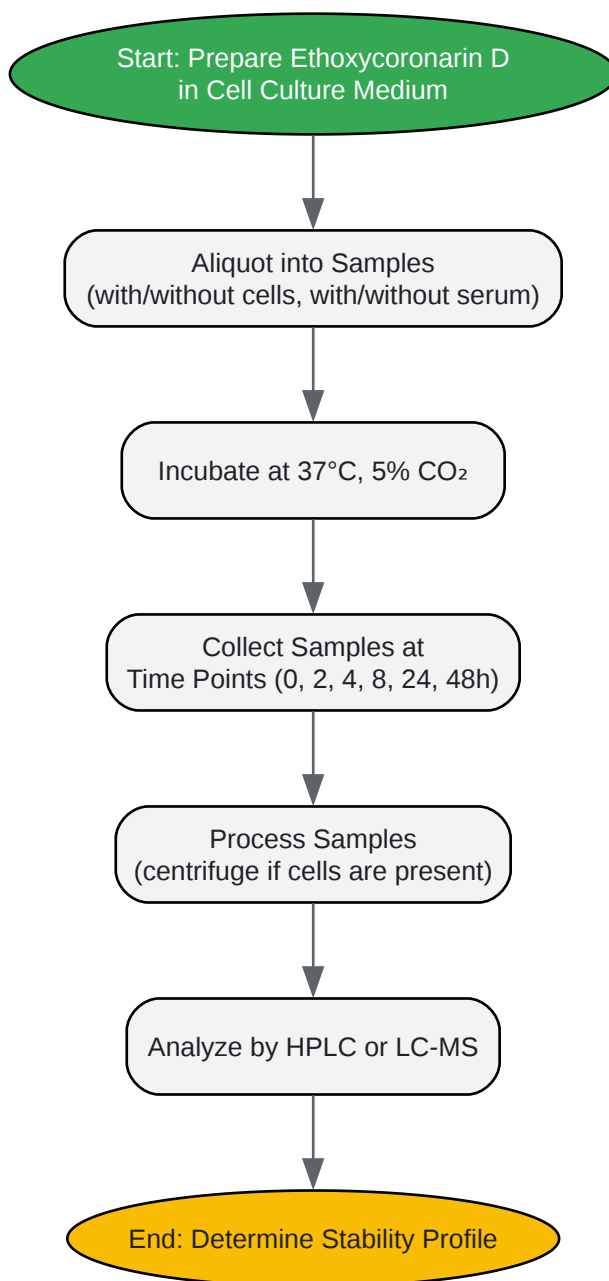 Start: Prepare Ethoxycoronarin D
in Cell Culture Medium
Aliquot into Samples
(with/without cells, with/without serum)
Incubate at 37°C, 5% CO₂
Collect Samples at
Time Points (0, 2, 4, 8, 24, 48h)
Process Samples
(centrifuge if cells are present)
Analyze by HPLC or LC-MS
End: Determine Stability Profile